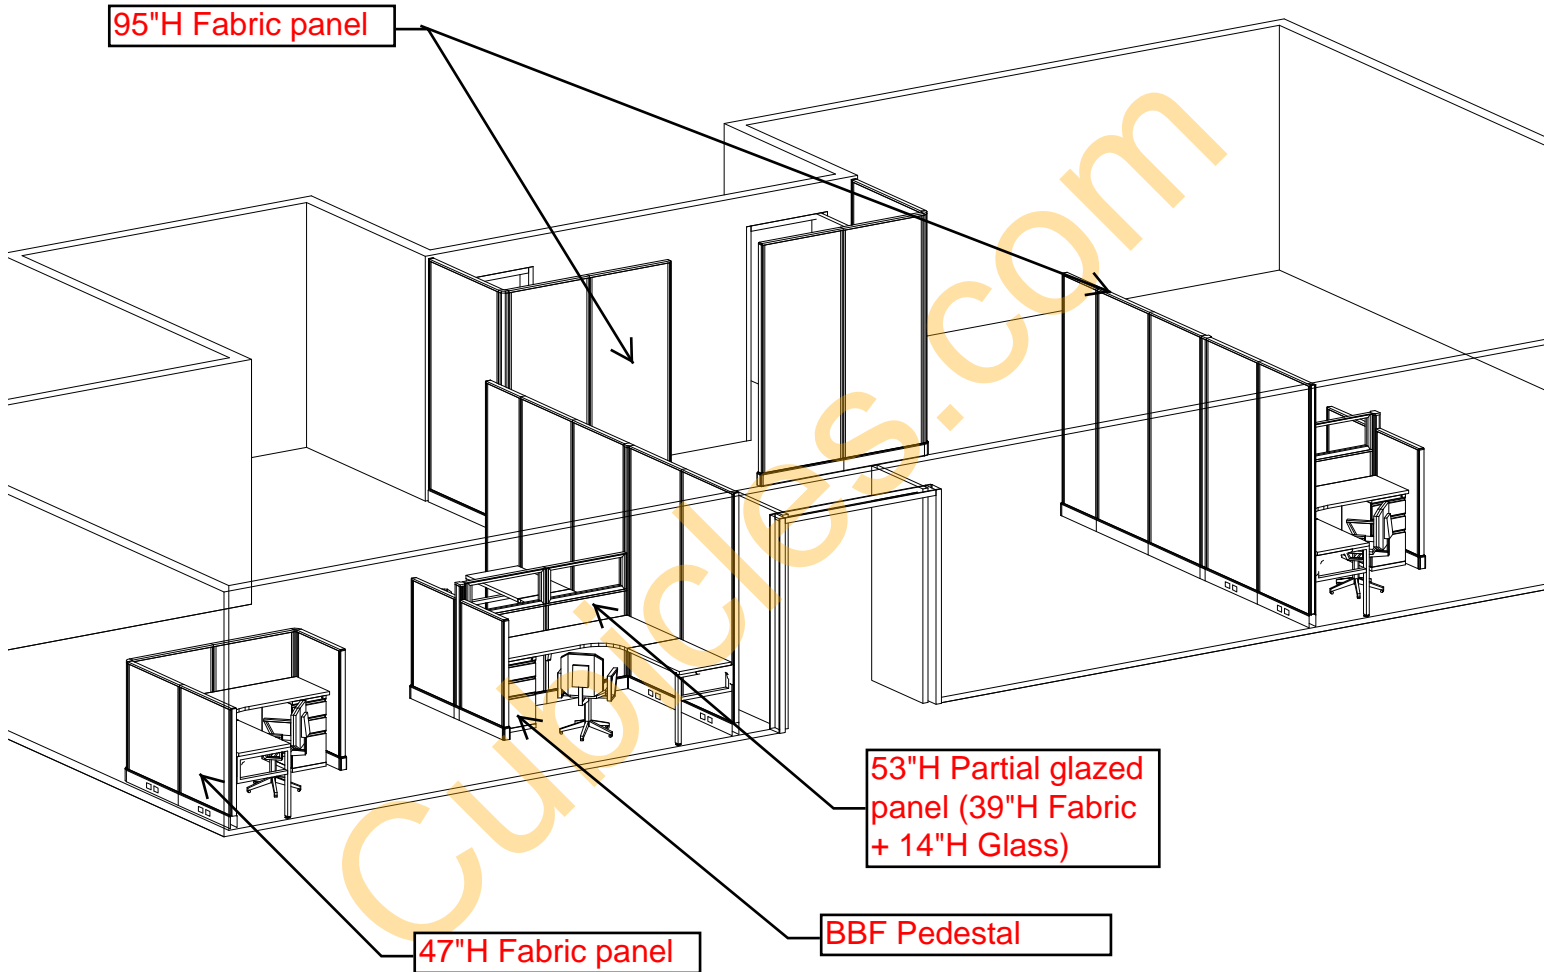 95"H Fabric panel
Cubicles.com
53"H Partial glazed
panel (39"H Fabric
+ 14"H Glass)
BBF Pedestal
47"H Fabric panel